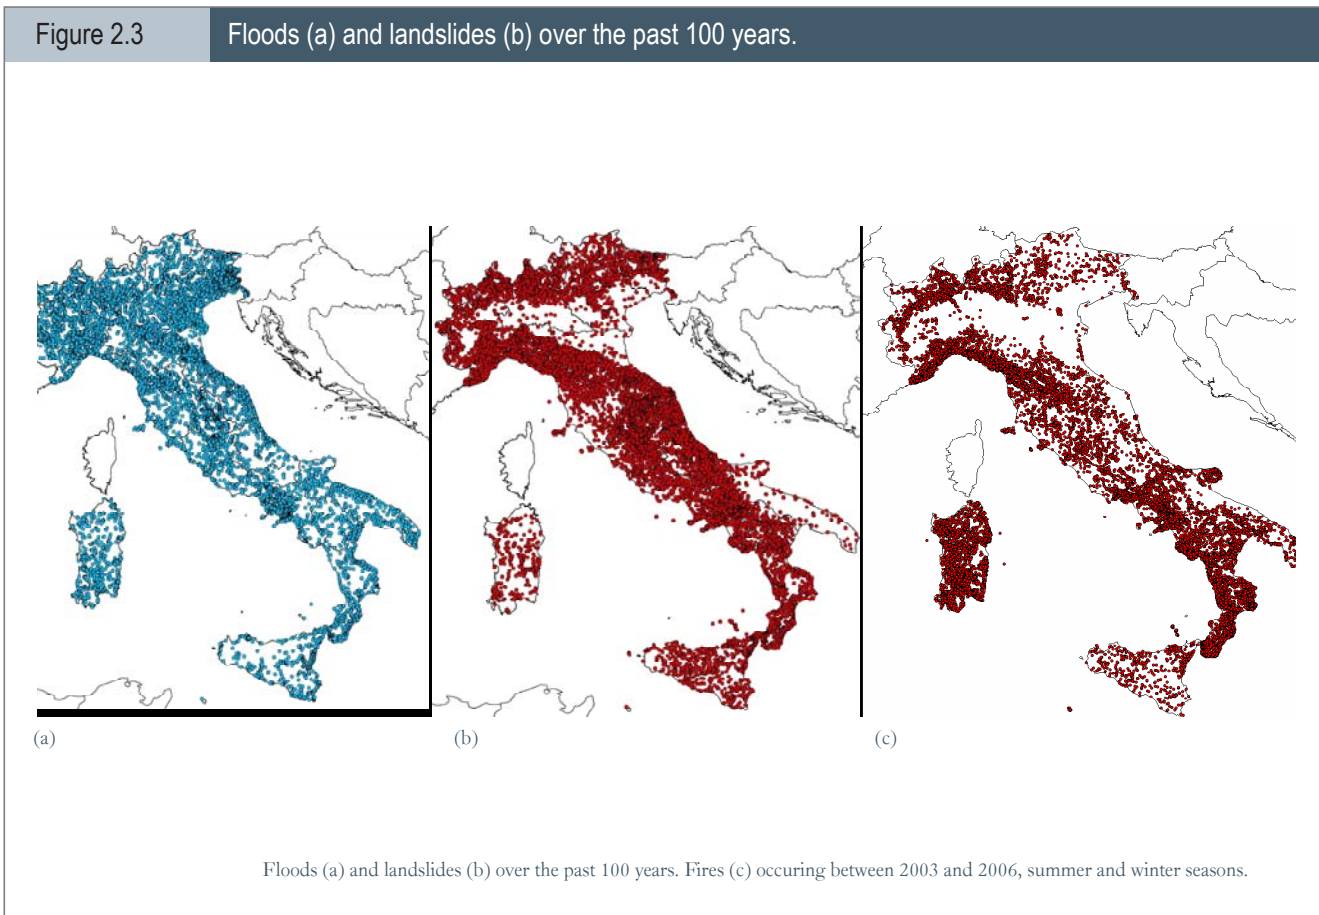 Figure 2.3
Floods (a) and landslides (b) over the past 100 years.
(a)
(b)
(c)
Floods (a) and landslides (b) over the past 100 years. Fires (c) occuring between 2003 and 2006, summer and winter seasons.